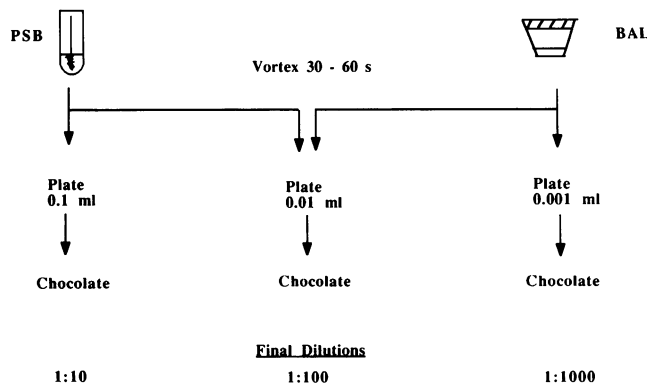 PSB
BAL
Vortex 30 - 60 s
Plate
0.1 ml
Plate
0.01 ml
Plate
0.001 ml
Chocolate
Chocolate
Chocolate
Final Dilutions
1:10
1:100
1:1000